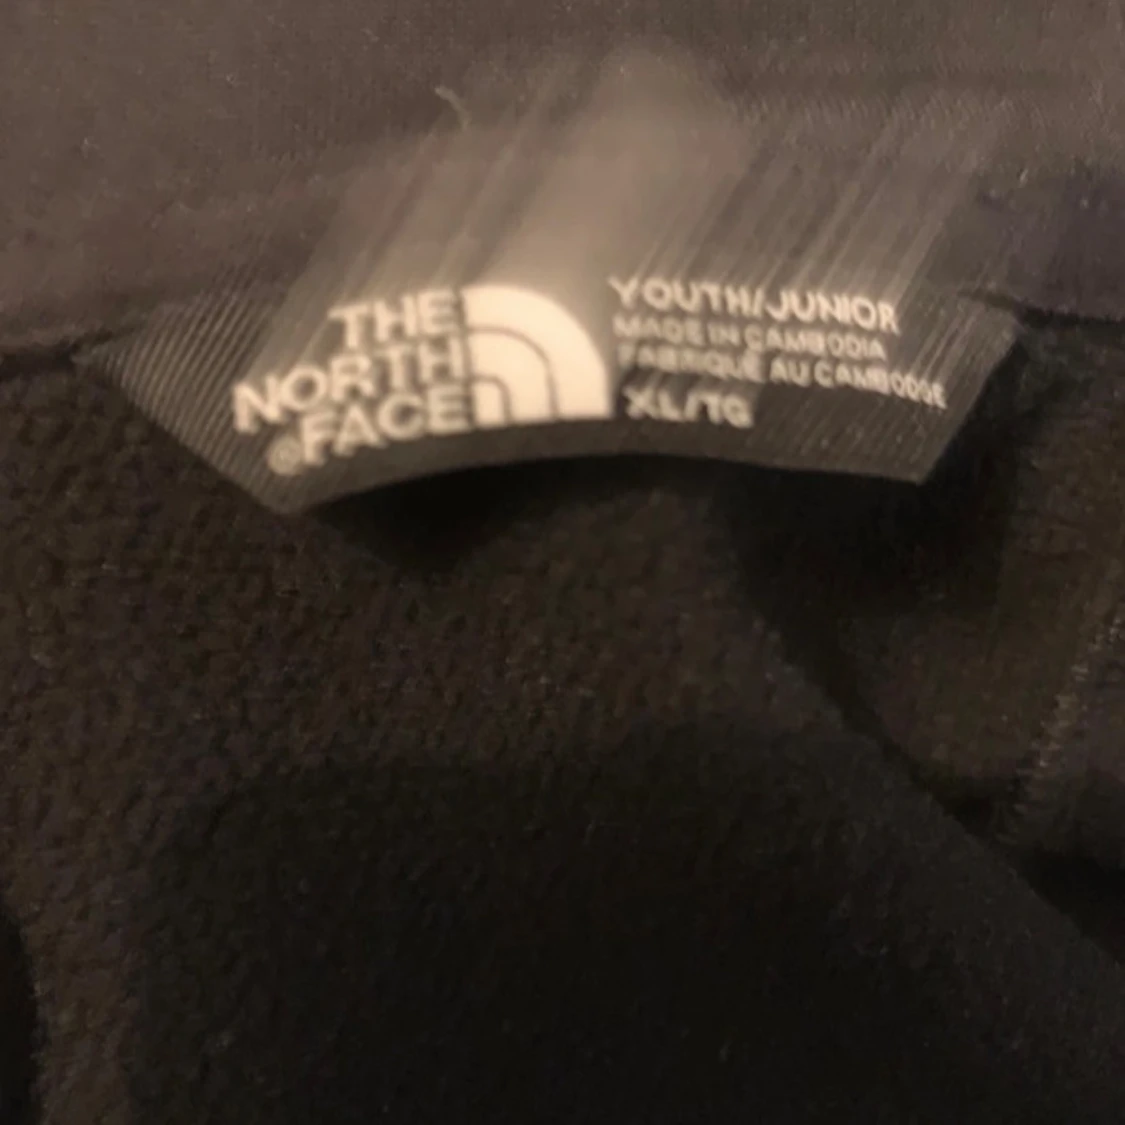 THE
NORTH
®FACE
YOUTH/JUNIOR
MADE IN CAMBODIA
FABRIQUÉ AU CAMBODGE
XL/TG